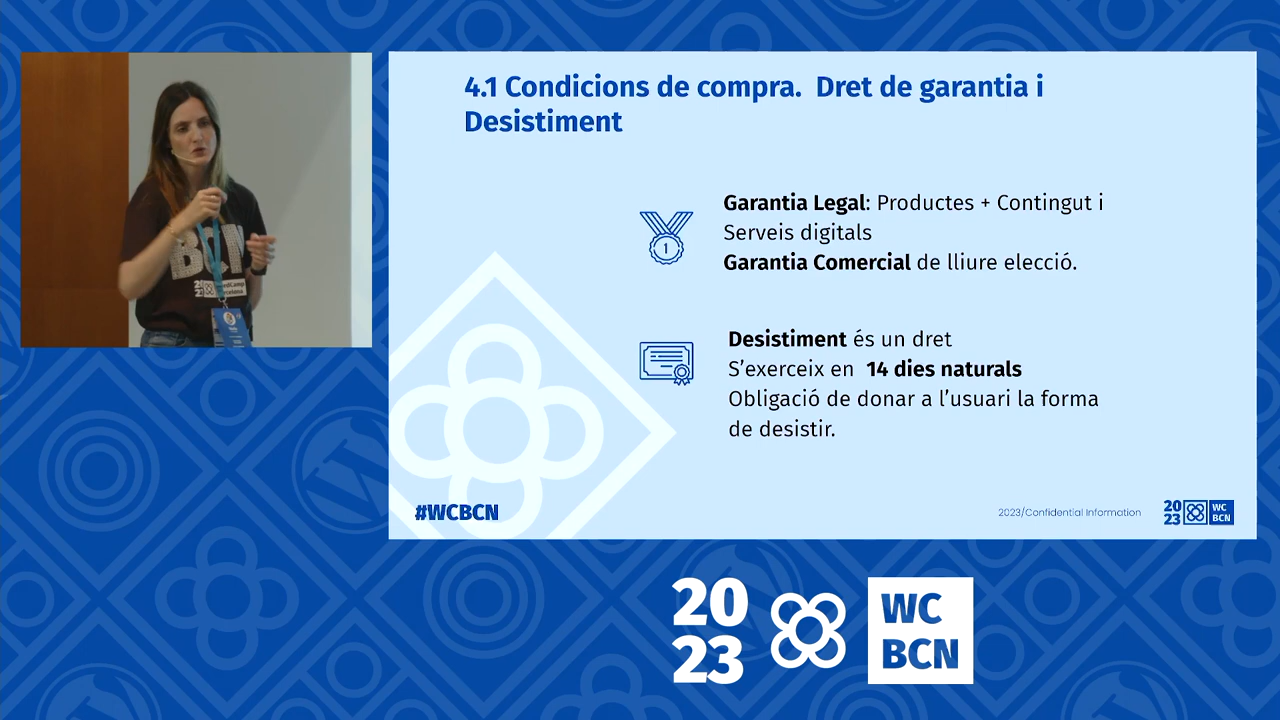 4.1 Condicions de compra.  Dret de garantia i
Desistiment
Garantia Legal: Productes + Contingut i
Serveis digitals
Garantia Comercial de lliure elecció.
1
Desistiment és un dret
S'exerceix en  14 dies naturals
Obligació de donar a l'usuari la forma
de desistir.
#WCBCN
2023/Confidential Information
20
23
WC
BCN
BCN
20
23
WC
BCN